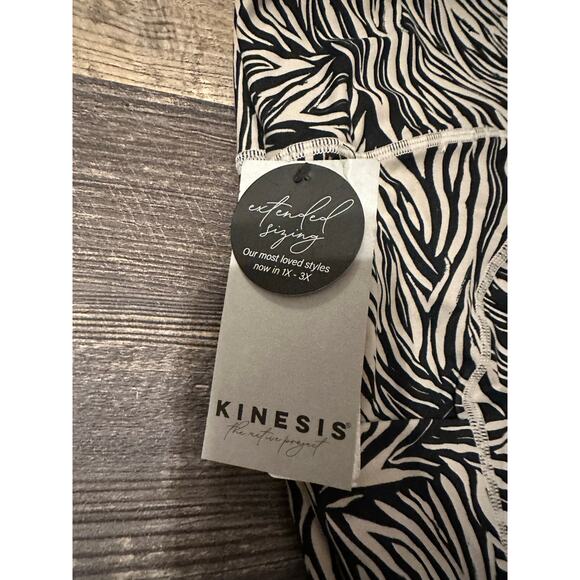 extended
sizing
Our most loved styles
now in 1X - 3X
KINESIS®
the active project